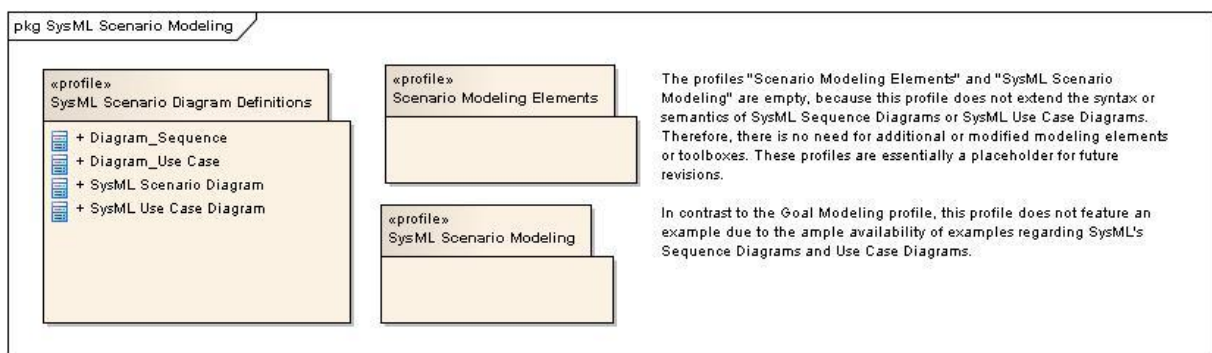 pkg SysML Scenario Modeling
«profile»
SysML Scenario Diagram Definitions
+ Diagram_Sequence
+ Diagram_Use Case
+ SysML Scenario Diagram
+ SysML Use Case Diagram
«profile»
Scenario Modeling Elements
«profile»
SysML Scenario Modeling
The profiles "Scenario Modeling Elements" and "SysML Scenario
Modeling" are empty, because this profile does not extend the syntax or
semantics of SysML Sequence Diagrams or SysML Use Case Diagrams.
Therefore, there is no need for additional or modified modeling elements
or toolboxes. These profiles are essentially a placeholder for future
revisions.
In contrast to the Goal Modeling profile, this profile does not feature an
example due to the ample availability of examples regarding SysML's
Sequence Diagrams and Use Case Diagrams.